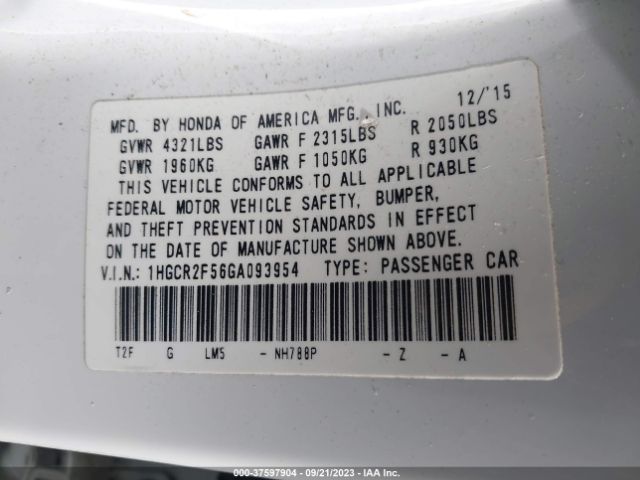 MFD. BY HONDA OF AMERICA MFG., INC. 12/'15
GVWR 4321LBS GAWR F 2315LBS R 2050LBS
GVWR 1960KG GAWR F 1050KG R 930KG
THIS VEHICLE CONFORMS TO ALL APPLICABLE
FEDERAL MOTOR VEHICLE SAFETY, BUMPER,
AND THEFT PREVENTION STANDARDS IN EFFECT
ON THE DATE OF MANUFACTURE SHOWN ABOVE.
V.I.N.: 1HGCR2F56GA093954 TYPE: PASSENGER CAR
T2F G LM5 - NH788P - Z - A
000-37597904 - 09/21/2023 - IAA Inc.